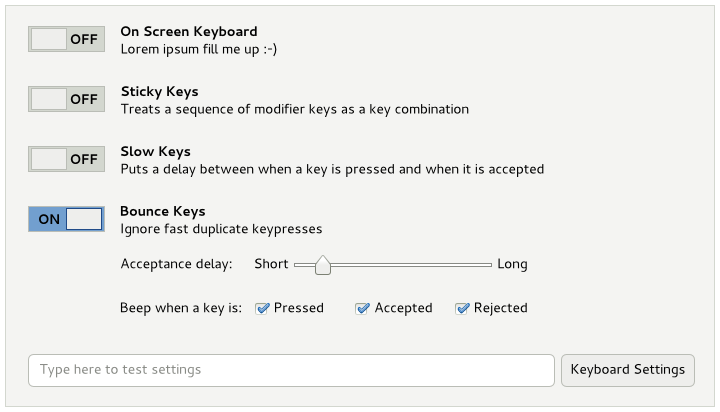 OFF On Screen Keyboard
Lorem ipsum fill me up :-)
OFF Sticky Keys
Treats a sequence of modifier keys as a key combination
OFF Slow Keys
Puts a delay between when a key is pressed and when it is accepted
ON Bounce Keys
Ignore fast duplicate keypresses
Acceptance delay: Short Long
Beep when a key is: Pressed Accepted Rejected
Type here to test settings Keyboard Settings